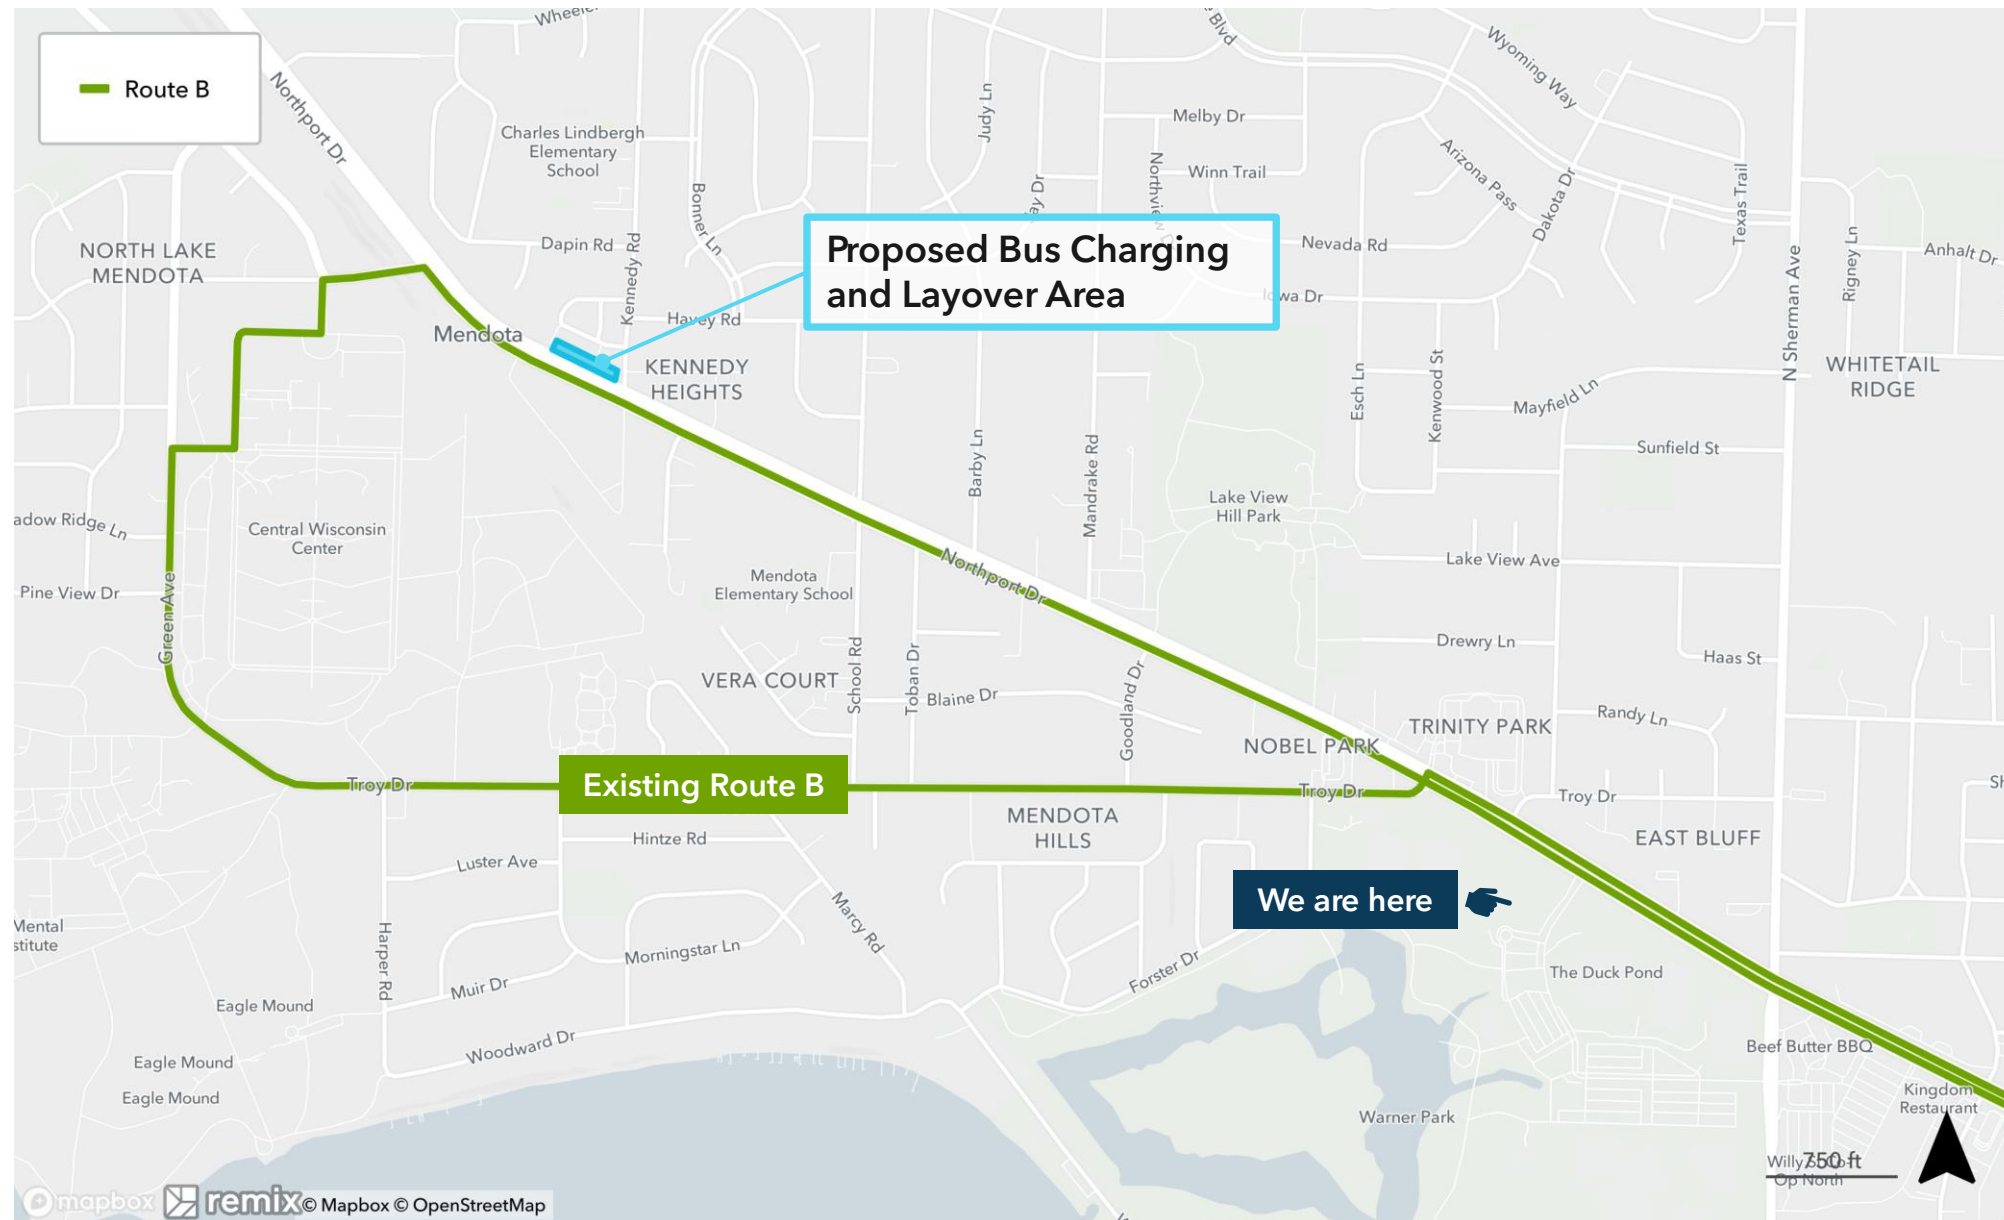 Route B
Wheeler
Northport Dr
Blvd
Wyoming Way
Charles Lindbergh
Elementary
School
Judy Ln
Melby Dr
Winn Trail
Arizona Pass
Dakota Dr
Texas Trail
Bonner Ln
Dapin Rd
Kennedy Rd
NORTH LAKE
MENDOTA
Proposed Bus Charging
and Layover Area
Nevada Rd
N Sherman Ave
Rigney Ln
Anhalt Dr
Iowa Dr
Havey Rd
Mendota
KENNEDY
HEIGHTS
Esch Ln
Kenwood St
Mayfield Ln
WHITETAIL
RIDGE
Barby Ln
Mandrake Rd
Sunfield St
Lake View
Hill Park
adow Ridge Ln
Central Wisconsin
Center
Pine View Dr
Green Ave
Mendota
Elementary School
Northport Dr
Lake View Ave
Drewry Ln
Haas St
VERA COURT
School Rd
Toban Dr
Blaine Dr
Goodland Dr
NOBEL PARK
TRINITY PARK
Randy Ln
Troy Dr
Existing Route B
Troy Dr
Troy Dr
MENDOTA
HILLS
EAST BLUFF
Hintze Rd
Luster Ave
We are here
Marcy Rd
Mental
stitute
Harper Rd
Morningstar Ln
Muir Dr
Forster Dr
The Duck Pond
Eagle Mound
Woodward Dr
Eagle Mound
Eagle Mound
Beef Butter BBQ
Kingdom
Restaurant
Warner Park
Willy St Co-
Op North
750 ft
mapbox
remix
© Mapbox © OpenStreetMap